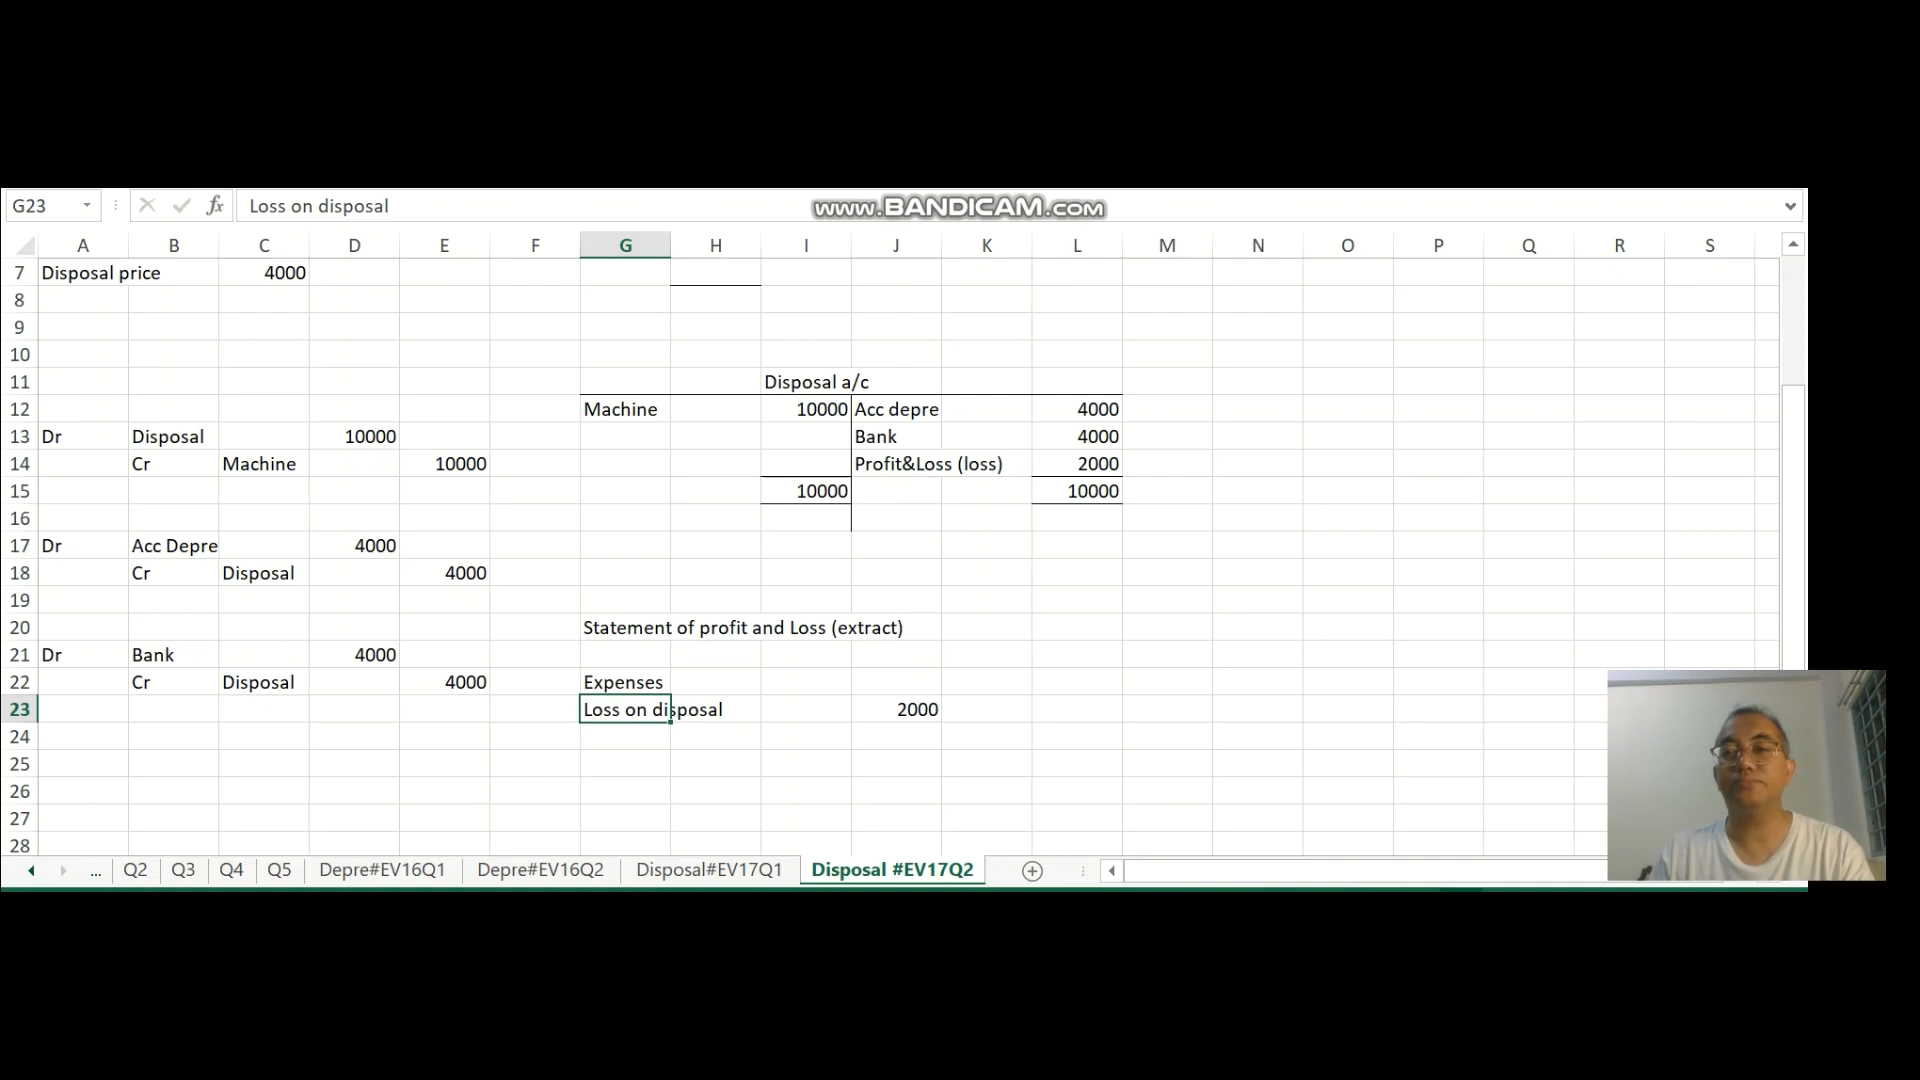 G23 fx Loss on disposal
www.BANDICAM.com
A B C D E F G H I J K L M N O P Q R S
7 Disposal price 4000
8
9
10
11 Disposal a/c
12 Machine 10000 Acc depre 4000
13 Dr Disposal 10000 Bank 4000
14 Cr Machine 10000 Profit&Loss (loss) 2000
15 10000 10000
16
17 Dr Acc Depre 4000
18 Cr Disposal 4000
19
20 Statement of profit and Loss (extract)
21 Dr Bank 4000
22 Cr Disposal 4000 Expenses
23 Loss on disposal 2000
24
25
26
27
28
... Q2 Q3 Q4 Q5 Depre#EV16Q1 Depre#EV16Q2 Disposal#EV17Q1 Disposal #EV17Q2